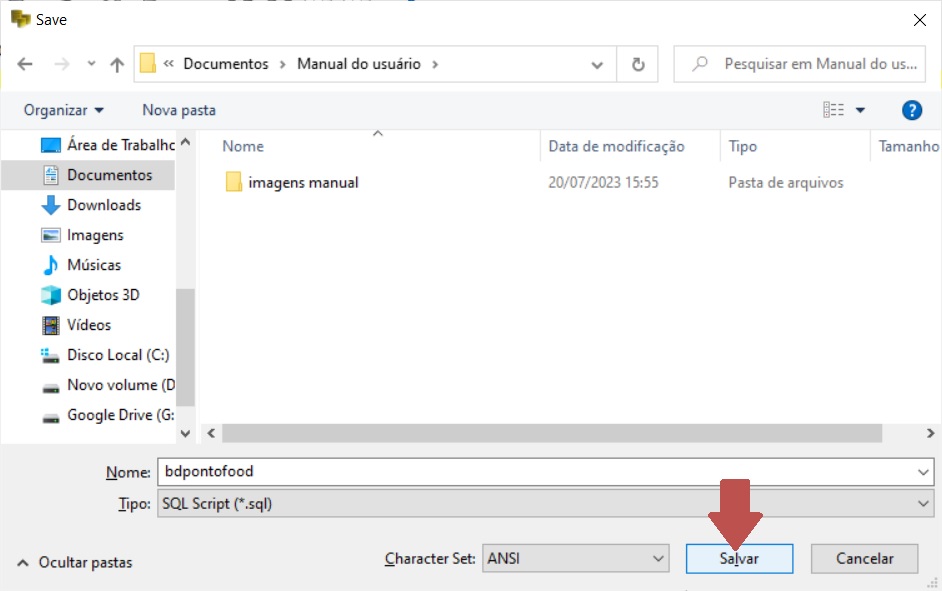 Save
« Documentos › Manual do usuário ›
Pesquisar em Manual do us...
Organizar
Nova pasta
Área de Trabalho
Documentos
Downloads
Imagens
Músicas
Objetos 3D
Vídeos
Disco Local (C:)
Novo volume (D
Google Drive (G:
Nome Data de modificação Tipo Tamanho
imagens manual 20/07/2023 15:55 Pasta de arquivos
Nome: bdpontofood
Tipo: SQL Script (*.sql)
Ocultar pastas
Character Set: ANSI
Salvar
Cancelar